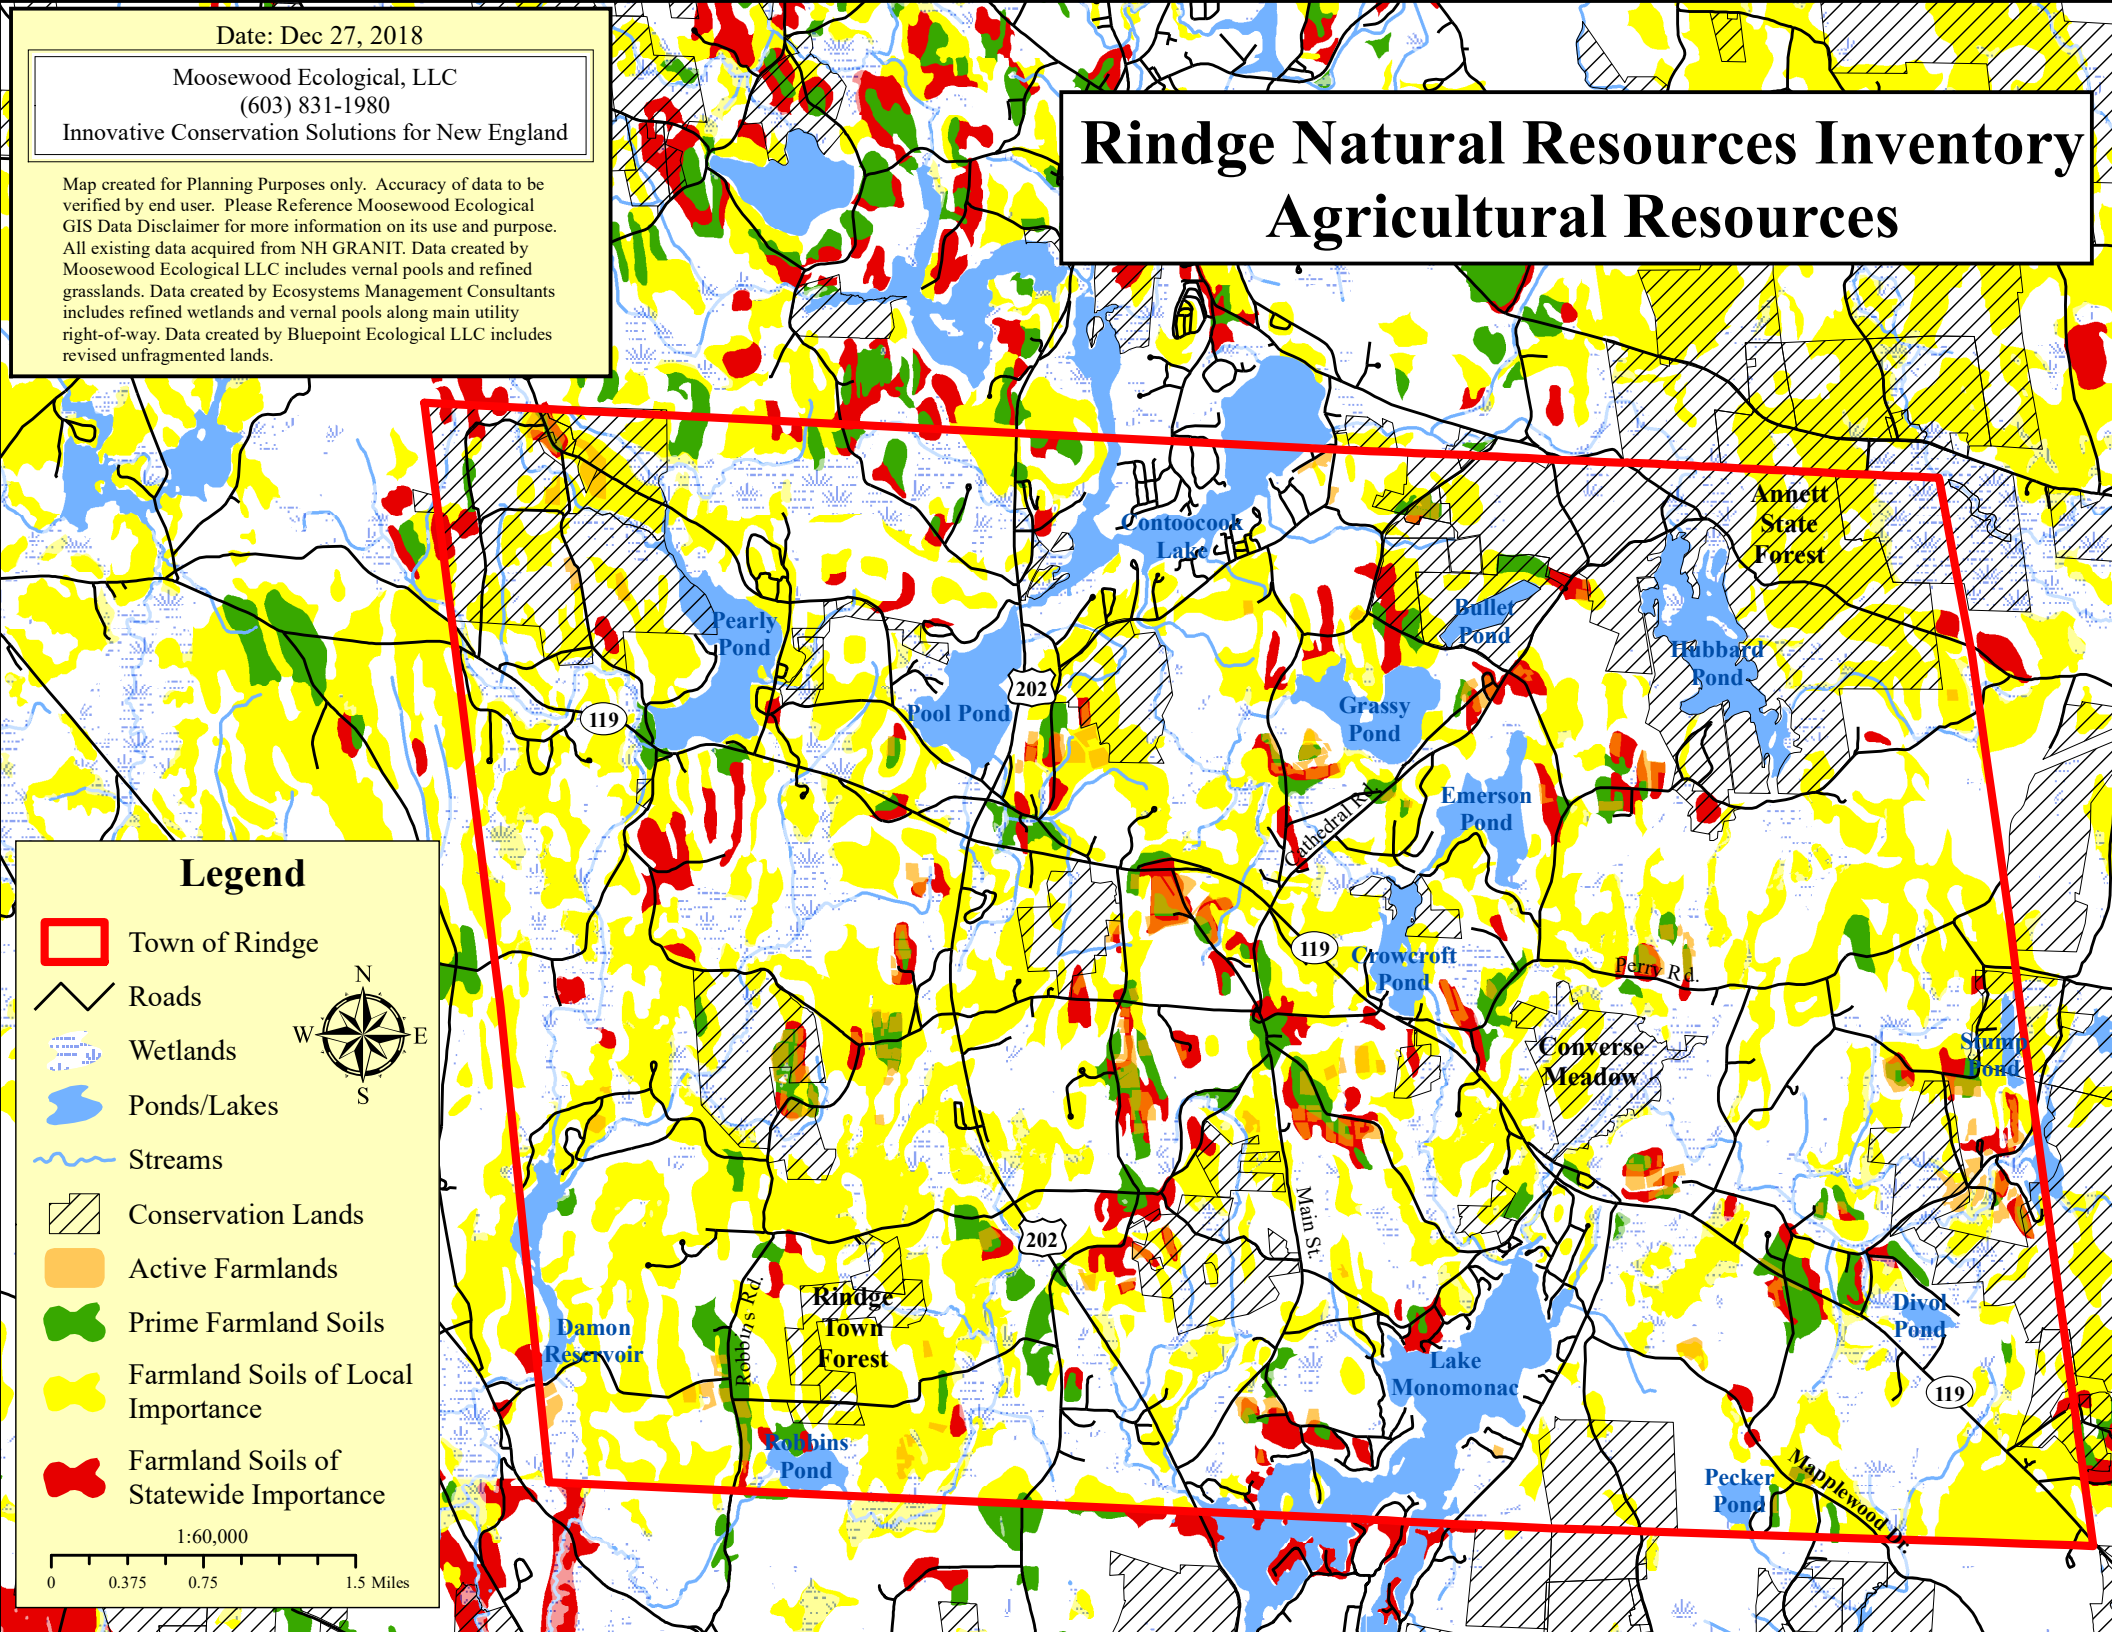 Date: Dec 27, 2018
Moosewood Ecological, LLC
(603) 831-1980
Innovative Conservation Solutions for New England
Map created for Planning Purposes only. Accuracy of data to be
verified by end user. Please Reference Moosewood Ecological
GIS Data Disclaimer for more information on its use and purpose.
All existing data acquired from NH GRANIT. Data created by
Moosewood Ecological LLC includes vernal pools and refined
grasslands. Data created by Ecosystems Management Consultants
includes refined wetlands and vernal pools along main utility
right-of-way. Data created by Bluepoint Ecological LLC includes
revised unfragmented lands.
Rindge Natural Resources Inventory
Agricultural Resources
Annett
State
Forest
Contoocook
Lake
Pearly
Pond
Bullet
Pond
Hubbard
Pond
202
119
Pool Pond
Grassy
Pond
Emerson
Pond
Cathedral Rd.
119
Crowcroft
Pond
Perry Rd.
Converse
Meadow
Stump
Pond
Main St.
202
Robbins Rd.
Rindge
Town
Forest
Damon
Reservoir
Divol
Pond
Lake
Monomonac
119
Robbins
Pond
Pecker
Pond
Mapplewood Dr.
Legend
Town of Rindge
Roads
Wetlands
Ponds/Lakes
Streams
Conservation Lands
Active Farmlands
Prime Farmland Soils
Farmland Soils of Local
Importance
Farmland Soils of
Statewide Importance
N
W
E
S
1:60,000
0 0.375 0.75 1.5 Miles